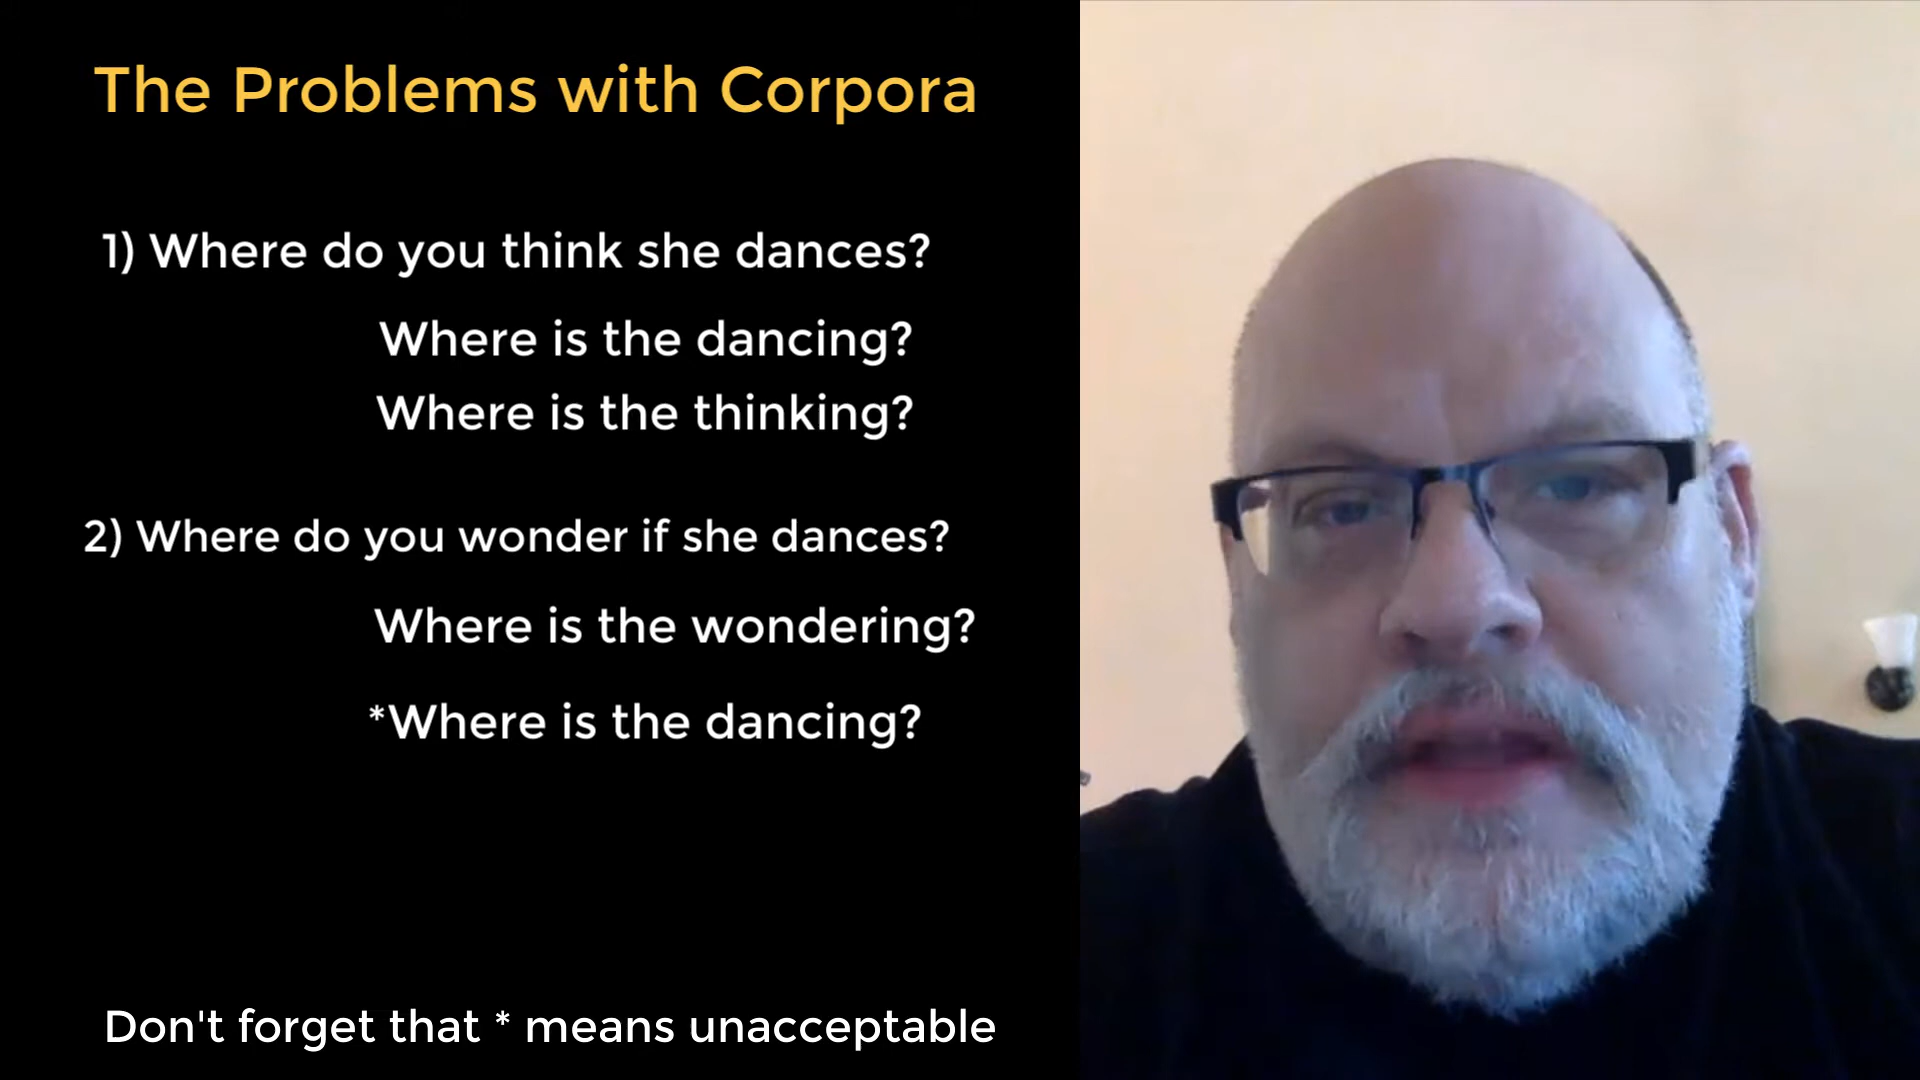 The Problems with Corpora
1) Where do you think she dances?
Where is the dancing?
Where is the thinking?
2) Where do you wonder if she dances?
Where is the wondering?
*Where is the dancing?
Don't forget that * means unacceptable